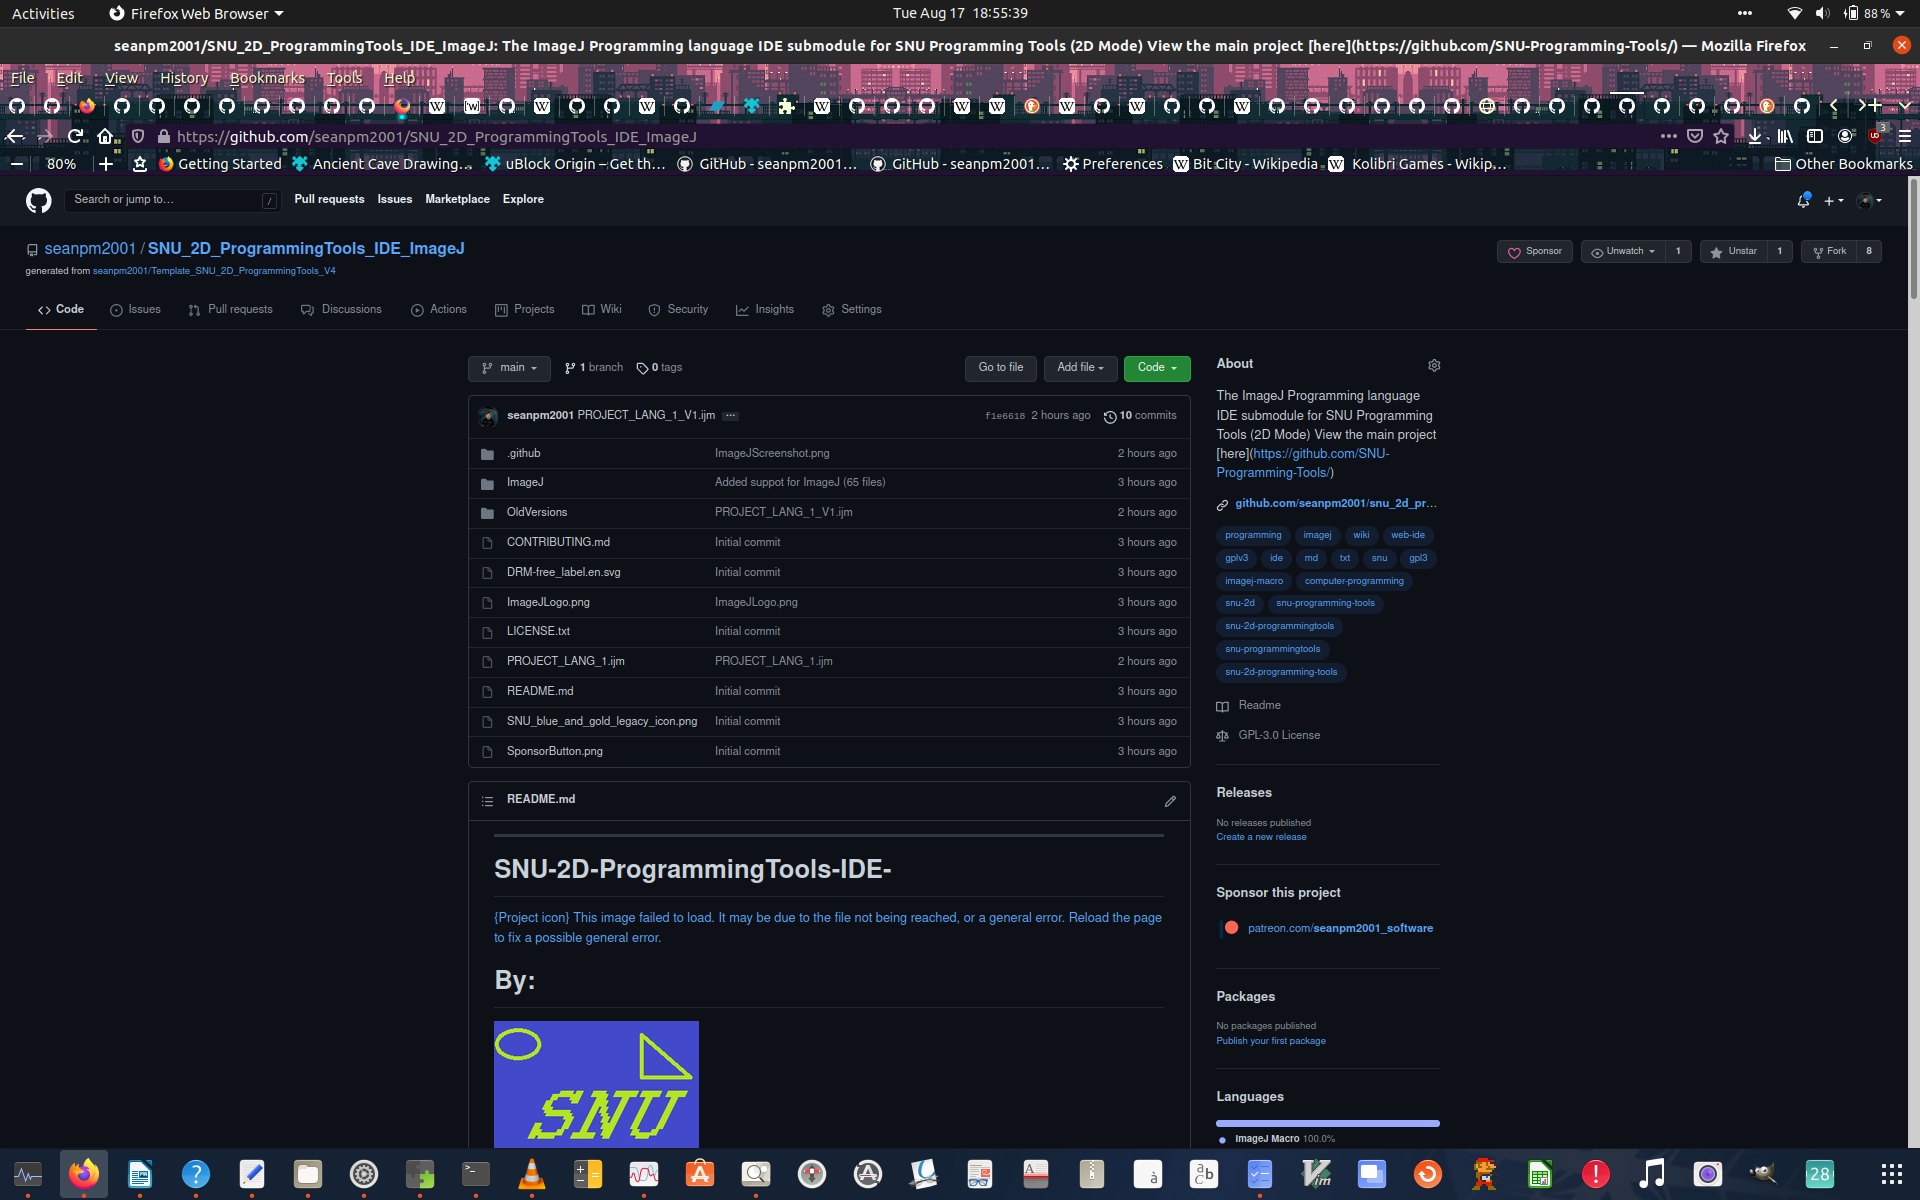 Activities
Firefox Web Browser
Tue Aug 17 18:55:39
88 %
seanpm2001/SNU_2D_ProgrammingTools_IDE_ImageJ: The ImageJ Programming language IDE submodule for SNU Programming Tools (2D Mode) View the main project [here](https://github.com/SNU-Programming-Tools/) — Mozilla Firefox
File Edit View History Bookmarks Tools Help
https://github.com/seanpm2001/SNU_2D_ProgrammingTools_IDE_ImageJ
3
80%
Getting Started
Ancient Cave Drawing…
uBlock Origin – Get th…
GitHub - seanpm2001…
GitHub - seanpm2001…
Preferences
Bit City - Wikipedia
Kolibri Games - Wikip…
Other Bookmarks
Search or jump to…
/
Pull requests Issues Marketplace Explore
seanpm2001 / SNU_2D_ProgrammingTools_IDE_ImageJ
generated from seanpm2001/Template_SNU_2D_ProgrammingTools_V4
Sponsor
Unwatch 1
Unstar 1
Fork 8
Code
Issues
Pull requests
Discussions
Actions
Projects
Wiki
Security
Insights
Settings
main
1 branch
0 tags
Go to file
Add file
Code
seanpm2001 PROJECT_LANG_1_V1.ijm
f1e6618 2 hours ago
10 commits
.github ImageJScreenshot.png 2 hours ago
ImageJ Added suppot for ImageJ (65 files) 3 hours ago
OldVersions PROJECT_LANG_1_V1.ijm 2 hours ago
CONTRIBUTING.md Initial commit 3 hours ago
DRM-free_label.en.svg Initial commit 3 hours ago
ImageJLogo.png ImageJLogo.png 3 hours ago
LICENSE.txt Initial commit 3 hours ago
PROJECT_LANG_1.ijm PROJECT_LANG_1.ijm 2 hours ago
README.md Initial commit 3 hours ago
SNU_blue_and_gold_legacy_icon.png Initial commit 3 hours ago
SponsorButton.png Initial commit 3 hours ago
README.md
SNU-2D-ProgrammingTools-IDE-
{Project icon} This image failed to load. It may be due to the file not being reached, or a general error. Reload the page
to fix a possible general error.
By:
SNU
About
The ImageJ Programming language
IDE submodule for SNU Programming
Tools (2D Mode) View the main project
[here](https://github.com/SNU-
Programming-Tools/)
github.com/seanpm2001/snu_2d_pr…
programming imagej wiki web-ide
gplv3 ide md txt snu gpl3
imagej-macro computer-programming
snu-2d snu-programming-tools
snu-2d-programmingtools
snu-programmingtools
snu-2d-programming-tools
Readme
GPL-3.0 License
Releases
No releases published
Create a new release
Sponsor this project
patreon.com/seanpm2001_software
Packages
No packages published
Publish your first package
Languages
ImageJ Macro 100.0%
28